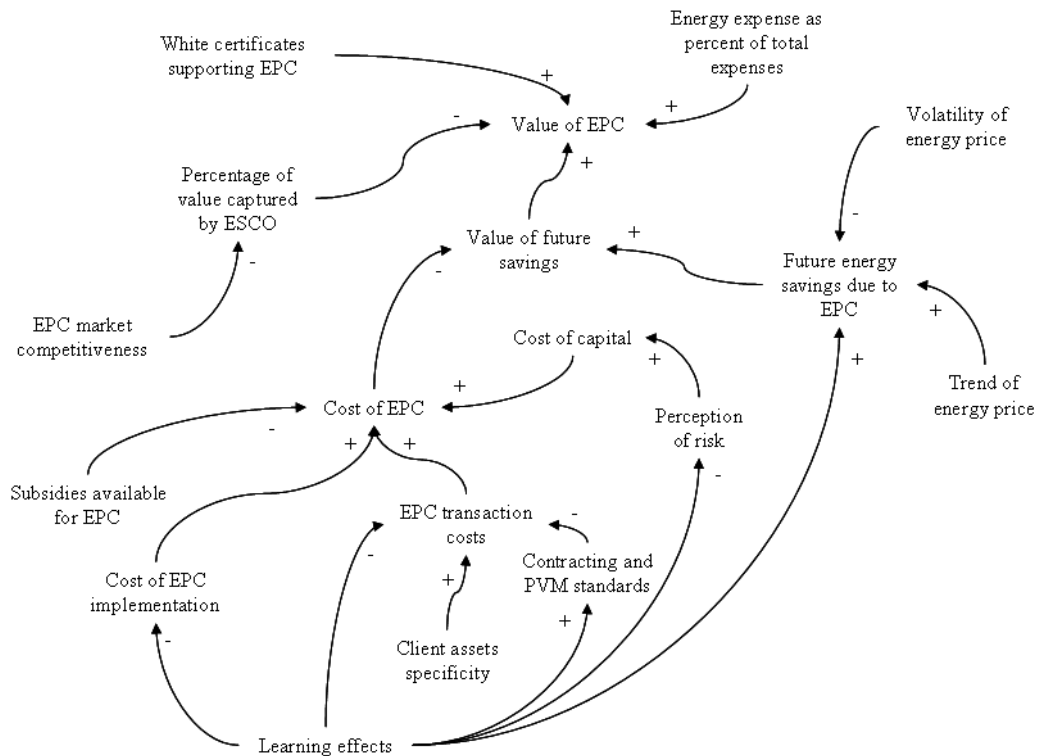 Energy expense as
percent of total
expenses
White certificates
supporting EPC
+
+
-
Value of EPC
Volatility of
energy price
+
Percentage of
value captured
by ESCO
-
Value of future
savings
+
-
-
Future energy
savings due to
EPC
EPC market
competitiveness
Cost of capital
+
+
+
+
Trend of
energy price
Cost of EPC
Perception
of risk
-
+
+
-
Subsidies available
for EPC
EPC transaction
costs
-
-
Contracting and
PVM standards
Cost of EPC
implementation
+
+
-
Client assets
specificity
Learning effects